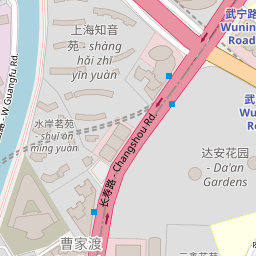 武宁路
Wunin
Road
上海知音
苑 - shàng
hǎi zhī
yīn yuàn
W.Guangfu Rd.
水岸茗苑
- shuǐ àn
míng yuàn
长寿路 - Changshou Rd.
武
W
Ro
达安花园
- Da'an
Gardens
曹家渡